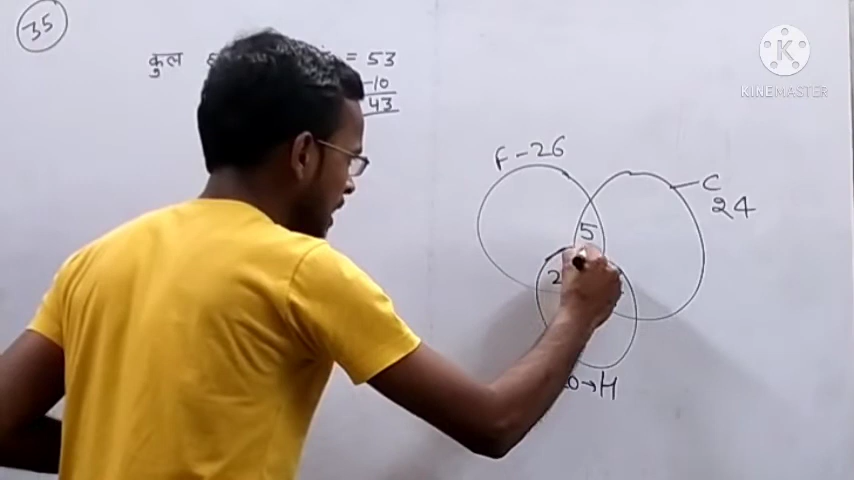 35
कुल = 53
-10
43
K
KINEMASTER
F-26
C
24
5
2
→H